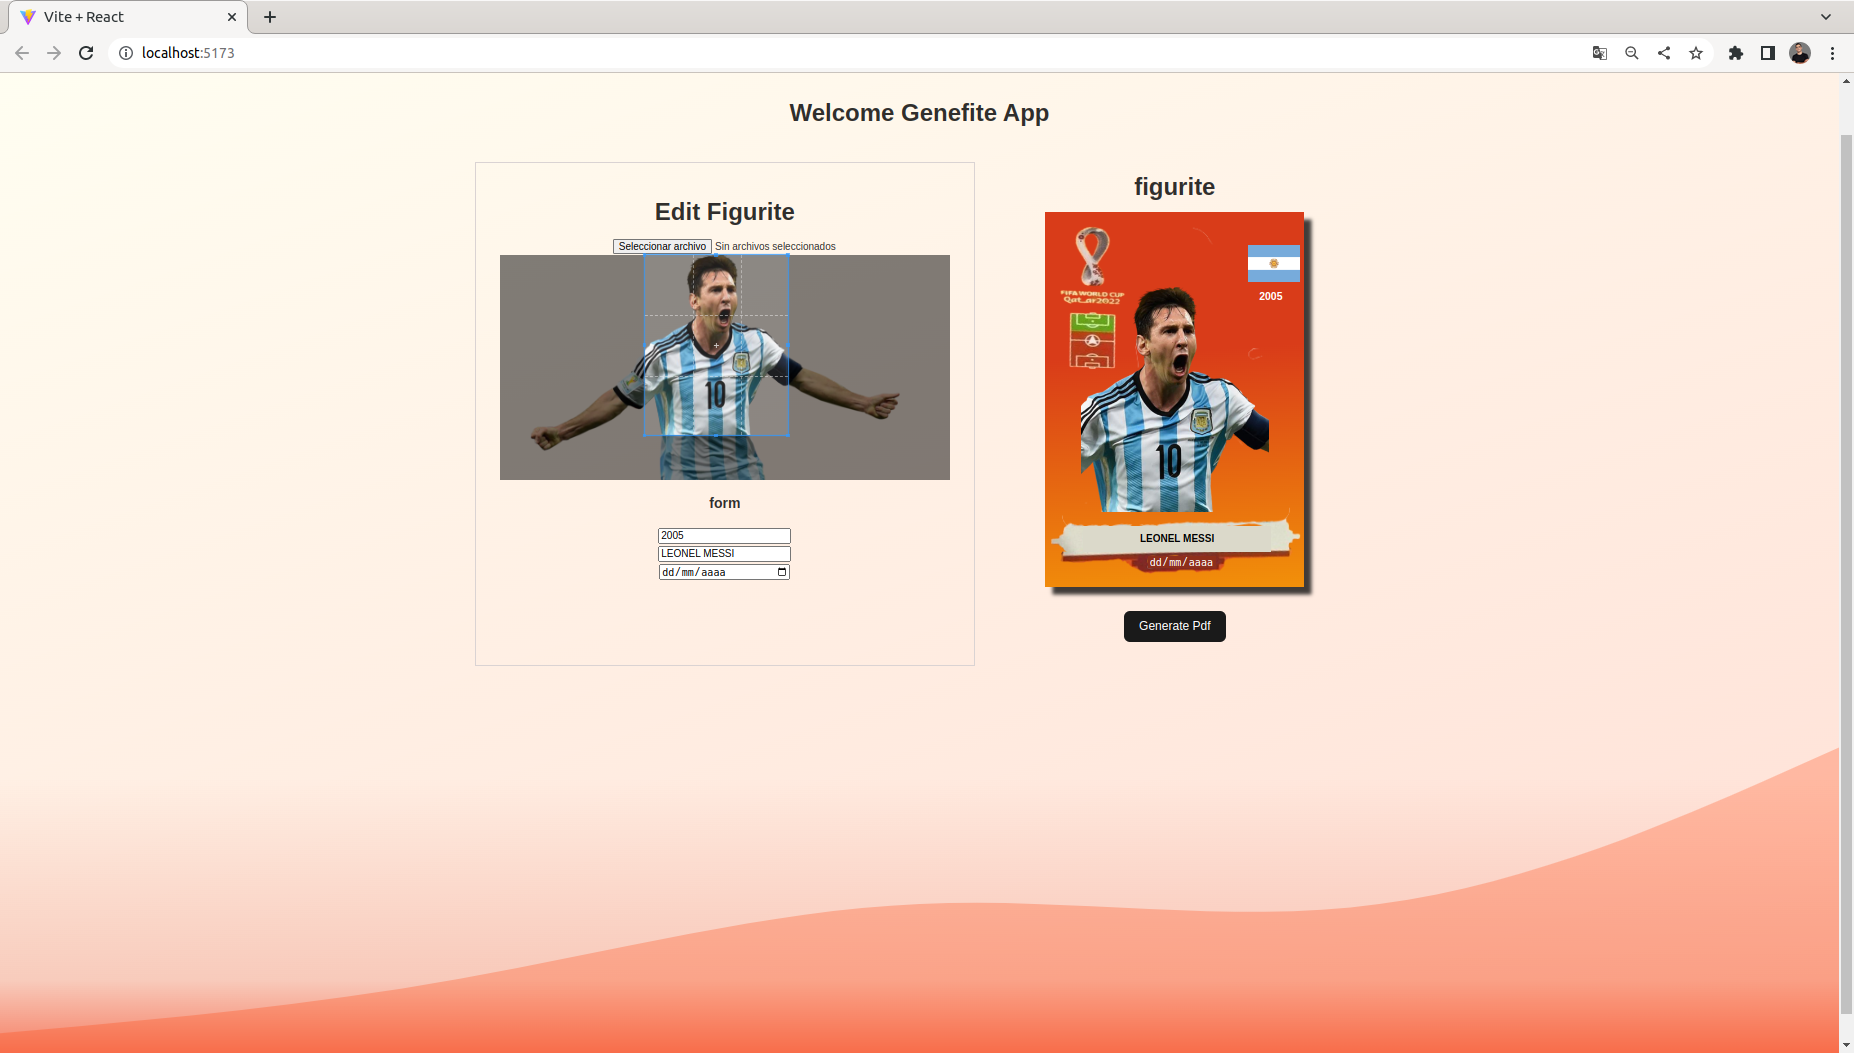 Vite + React
localhost:5173
Welcome Genefite App
Edit Figurite
Seleccionar archivo Sin archivos seleccionados
10
form
2005
LEONEL MESSI
dd/mm/aaaa
figurite
FIFA WORLD CUP
Qatar2022
2005
10
LEONEL MESSI
dd/mm/aaaa
Generate Pdf